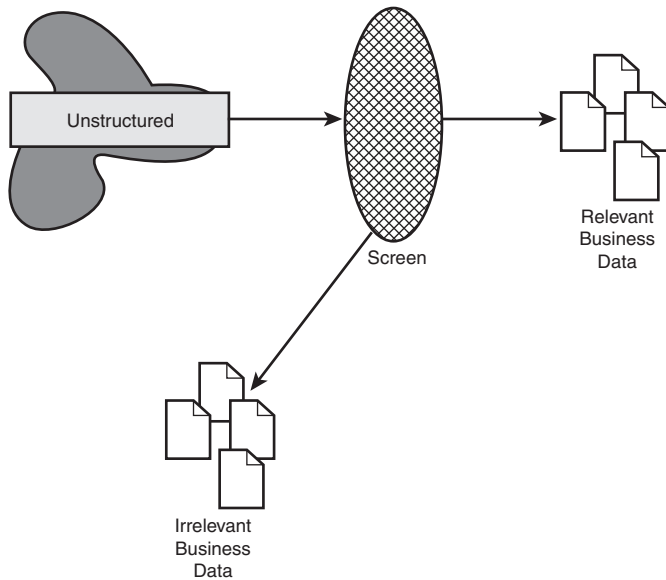 Unstructured
Screen
Relevant
Business
Data
Irrelevant
Business
Data